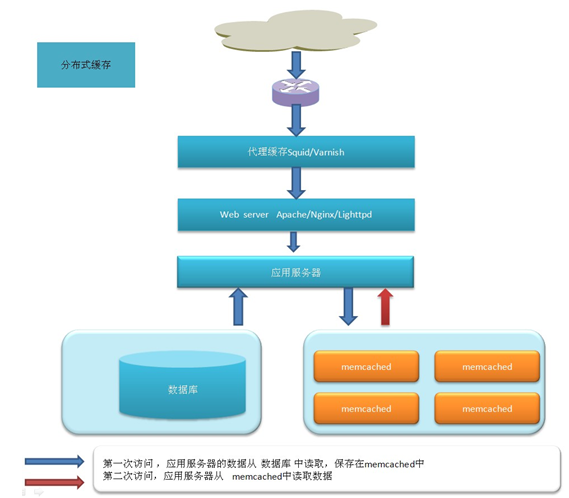 分布式缓存
代理缓存Squid/Varnish
Web server Apache/Nginx/Lighttpd
应用服务器
数据库
memcached
memcached
memcached
memcached
第一次访问，应用服务器的数据从 数据库 中读取，保存在memcached中
第二次访问，应用服务器从 memcached中读取数据